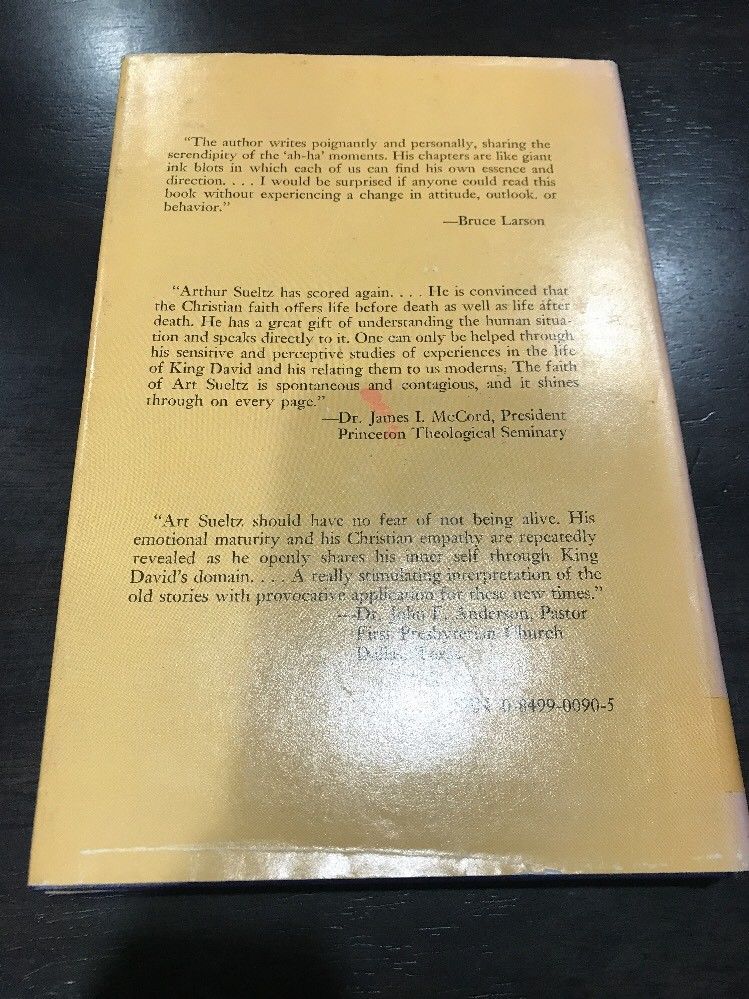 “The author writes poignantly and personally, sharing the
serendipity of the ‘ah-ha’ moments. His chapters are like giant
ink blots in which each of us can find his own essence and
direction. . . . I would be surprised if anyone could read this
book without experiencing a change in attitude, outlook, or
behavior.”
—Bruce Larson
“Arthur Sueltz has scored again. . . . He is convinced that
the Christian faith offers life before death as well as life after
death. He has a great gift of understanding the human situa-
tion and speaks directly to it. One can only be helped through
his sensitive and perceptive studies of experiences in the life
of King David and his relating them to us moderns. The faith
of Art Sueltz is spontaneous and contagious, and it shines
through on every page.”
—Dr. James I. McCord, President
Princeton Theological Seminary
“Art Sueltz should have no fear of not being alive. His
emotional maturity and his Christian empathy are repeatedly
revealed as he openly shares his inner self through King
David’s domain. . . . A really stimulating interpretation of the
old stories with provocative application for these new times.”
—Dr. John F. Anderson, Pastor
First Presbyterian Church
0-8499-0090-5